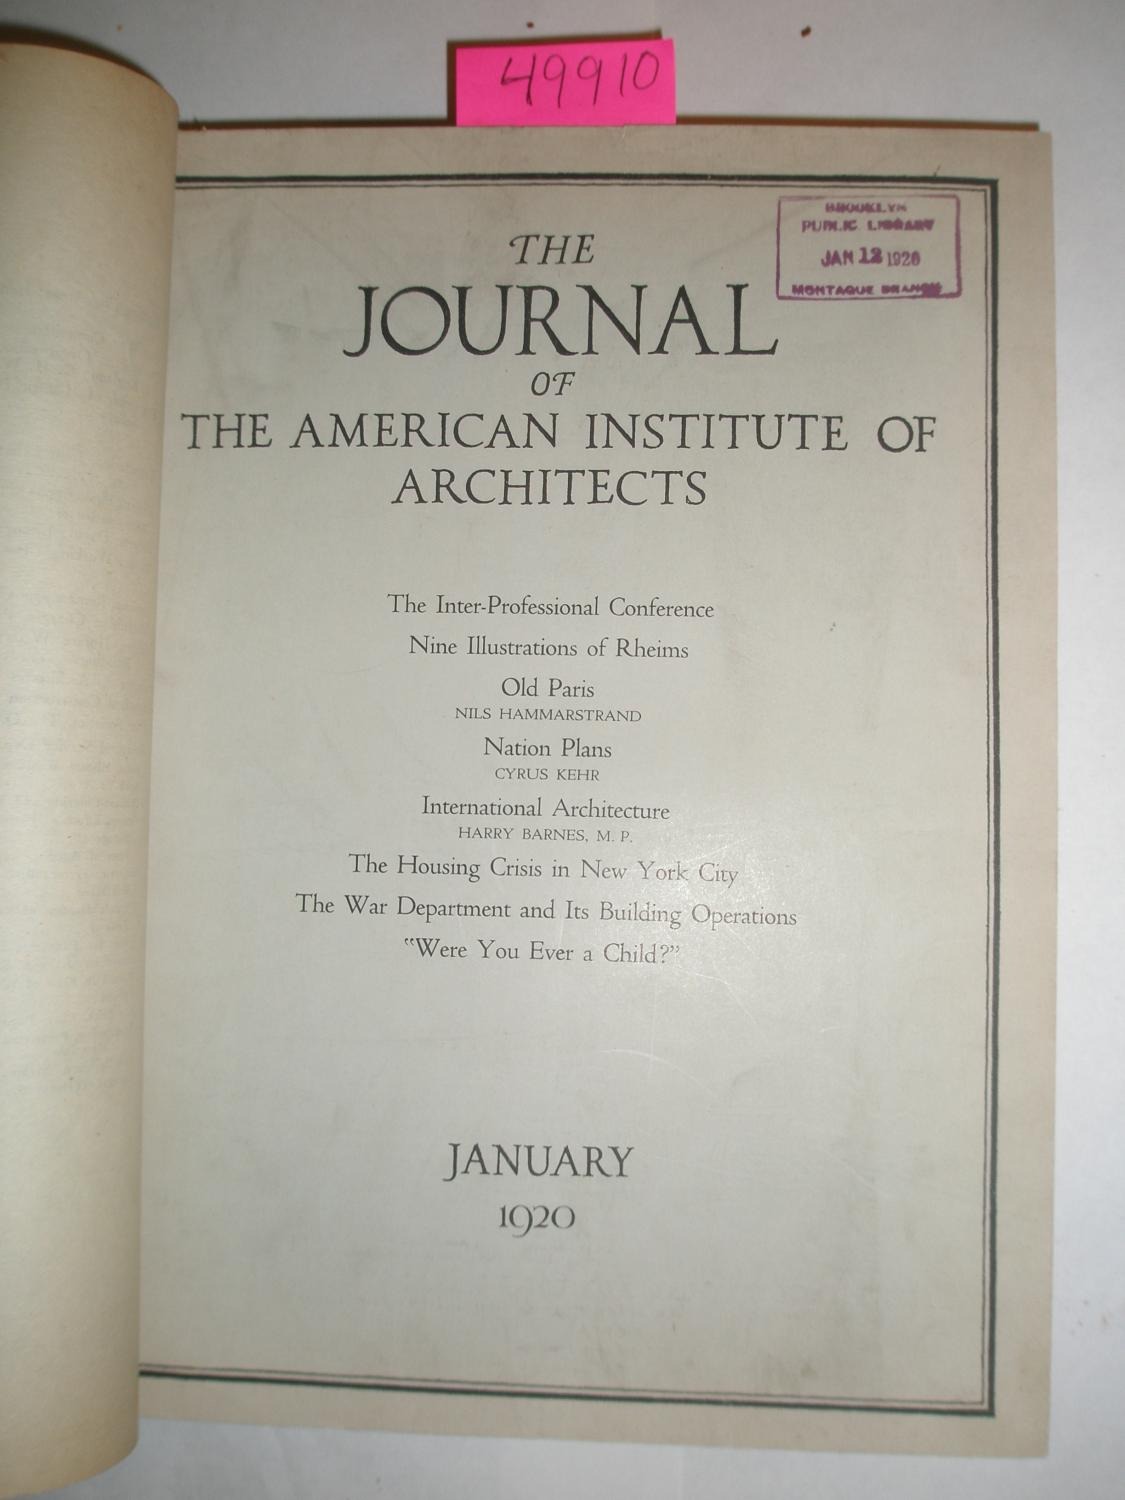 49910
BROOKLYN
PUBLIC LIBRARY
JAN 12 1920
MONTAGUE BRANCH
THE
JOURNAL
OF
THE AMERICAN INSTITUTE OF
ARCHITECTS
The Inter-Professional Conference
Nine Illustrations of Rheims
Old Paris
NILS HAMMARSTRAND
Nation Plans
CYRUS KEHR
International Architecture
HARRY BARNES, M. P.
The Housing Crisis in New York City
The War Department and Its Building Operations
"Were You Ever a Child?"
JANUARY
1920